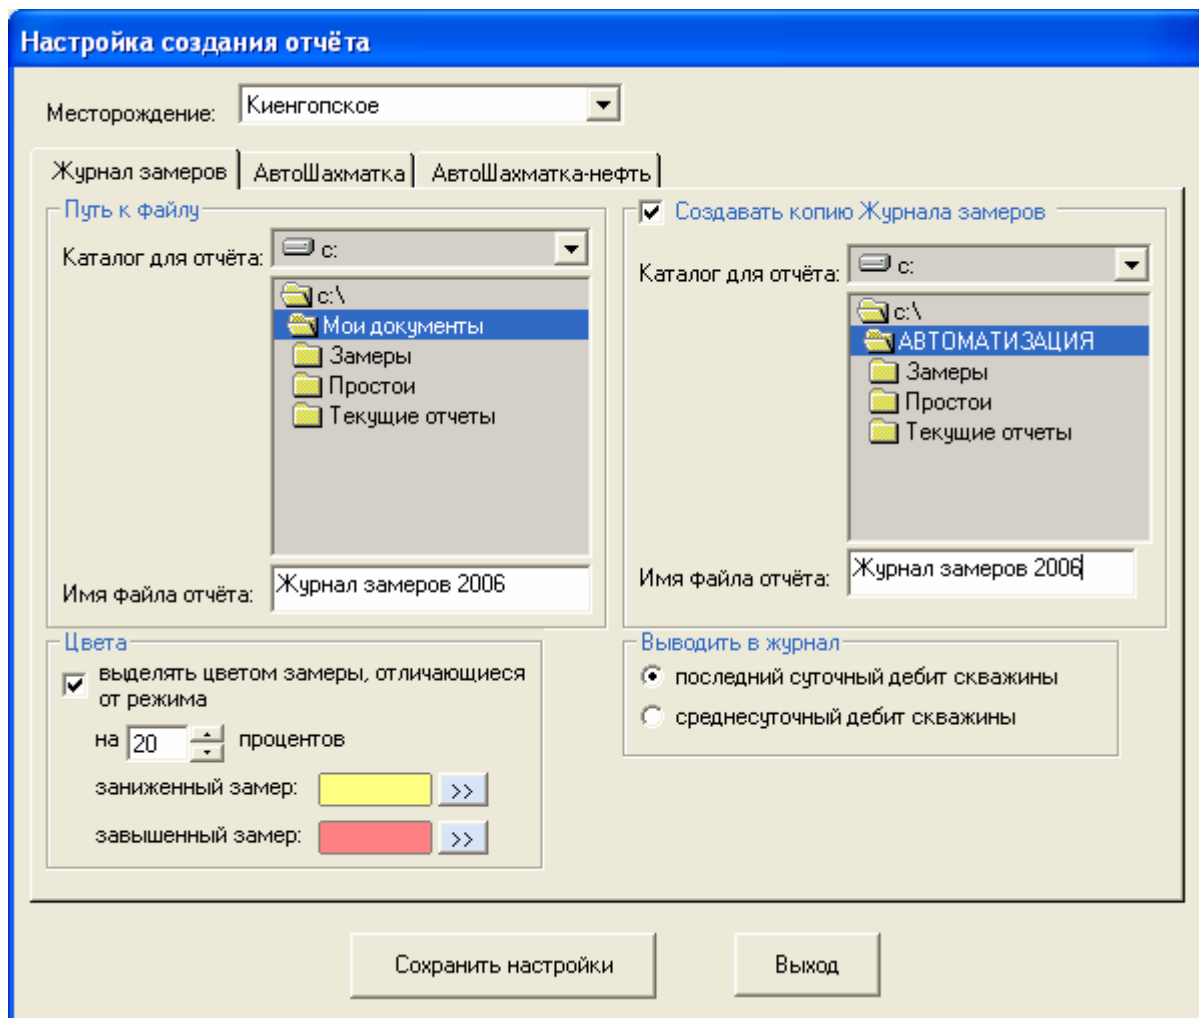 Настройка создания отчёта
Месторождение: Киенгопское
Журнал замеров АвтоШахматка АвтоШахматка-нефть
Путь к файлу
Каталог для отчёта: c:
c:\
Мои документы
Замеры
Простои
Текущие отчеты
Имя файла отчёта: Журнал замеров 2006
Создавать копию Журнала замеров
Каталог для отчёта: c:
c:\
АВТОМАТИЗАЦИЯ
Замеры
Простои
Текущие отчеты
Имя файла отчёта: Журнал замеров 2006
Цвета
выделять цветом замеры, отличающиеся
от режима
на 20 процентов
заниженный замер: >>
завышенный замер: >>
Выводить в журнал
последний суточный дебит скважины
среднесуточный дебит скважины
Сохранить настройки Выход